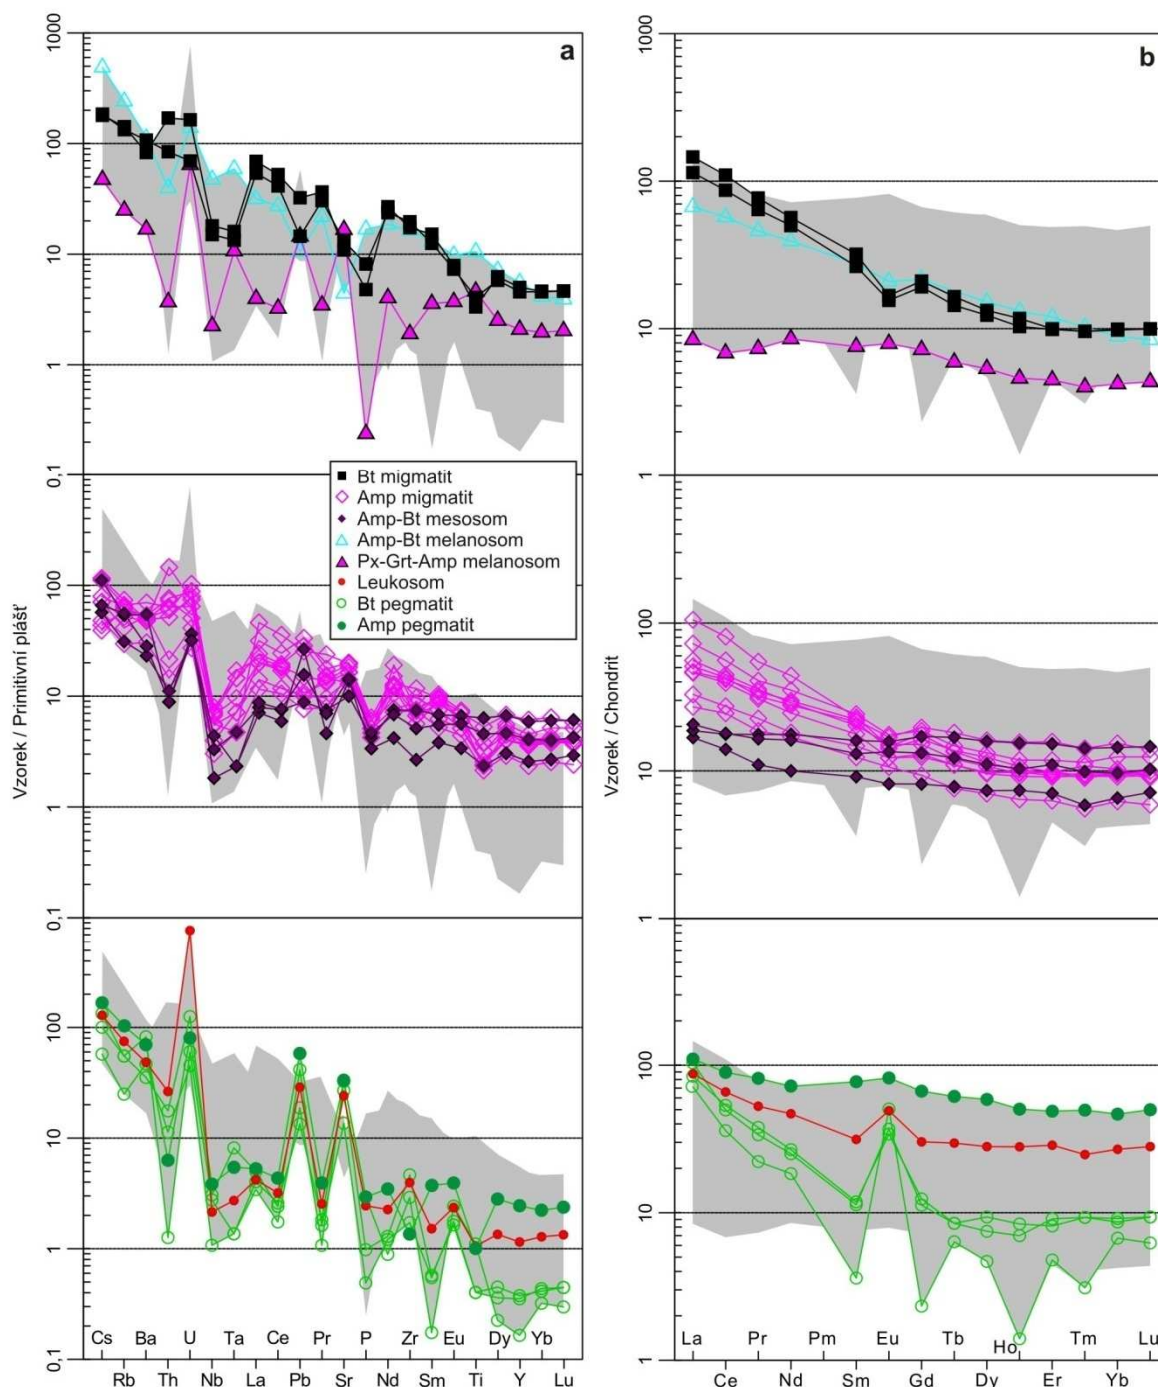 a
b
1000
100
10
1
0,1
100
10
1
0,1
100
10
1
0,1
Vzorek / Primitivní plášť
1000
100
10
1
100
10
1
100
10
1
Vzorek / Chondrit
Bt migmatit
Amp migmatit
Amp-Bt mesosom
Amp-Bt melanosom
Px-Grt-Amp melanosom
Leukosom
Bt pegmatit
Amp pegmatit
Cs Ba U Ta Ce Pr P Zr Eu Dy Yb
Rb Th Nb La Pb Sr Nd Sm Ti Y Lu
La Pr Pm Eu Tb Ho Tm Lu
Ce Nd Sm Gd Dy Er Yb